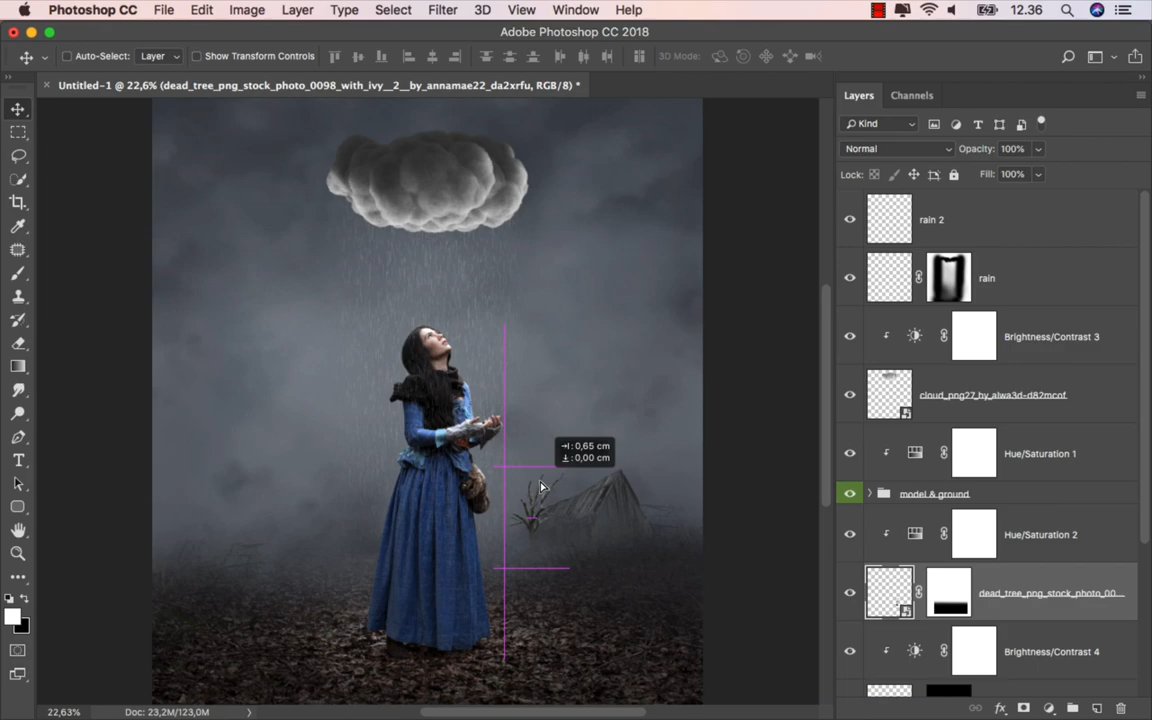 Photoshop CC File Edit Image Layer Type Select Filter 3D View Window Help 12.36
Adobe Photoshop CC 2018
Auto-Select: Layer Show Transform Controls 3D Mode:
Untitled-1 @ 22,6% (dead_tree_png_stock_photo_0098_with_ivy__2__by_annamae22_da2xrfu, RGB/8) *
Layers Channels
Kind
Normal Opacity: 100%
Lock: Fill: 100%
rain 2
rain
Brightness/Contrast 3
cloud_png27_by_alwa3d-d82mcof
Hue/Saturation 1
: 0,65 cm
: 0,00 cm
model & ground
Hue/Saturation 2
dead_tree_png_stock_photo_00...
Brightness/Contrast 4
22,63% Doc: 23,2M/123,0M